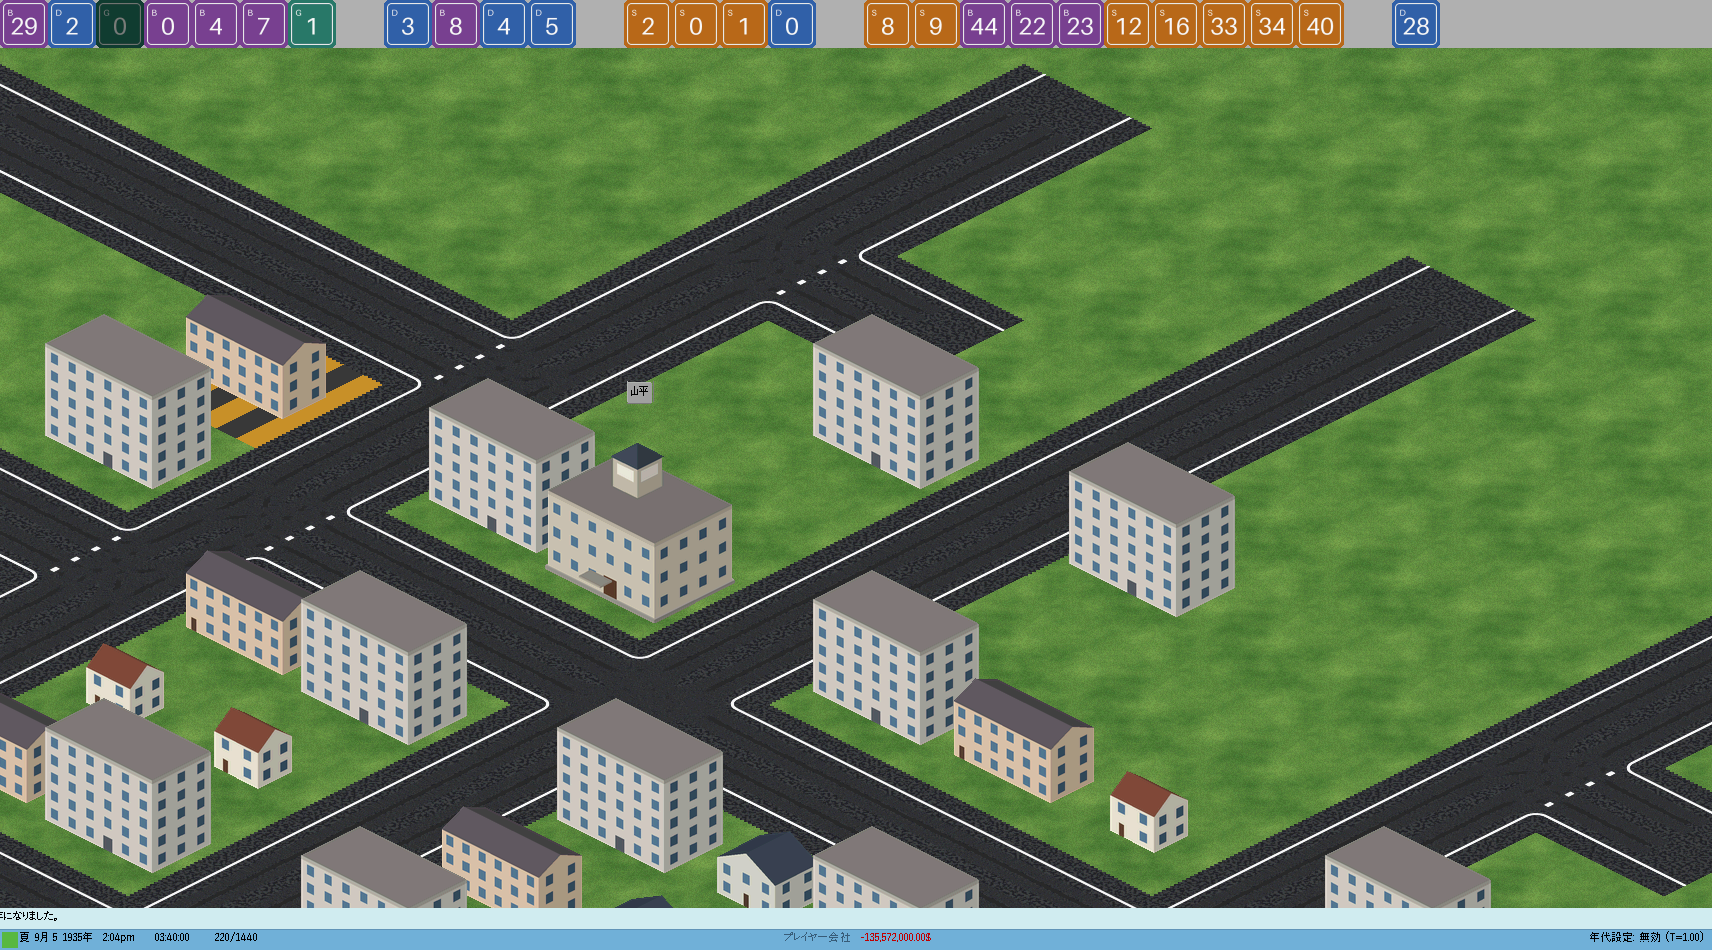 B 29 D 2 G 0 B 0 B 4 B 7 G 1 D 3 B 8 D 4 D 5 S 2 S 0 S 1 D 0 S 8 S 9 B 44 B 22 B 23 S 12 S 16 S 33 S 34 S 40 D 28
山平
年になりました。
夏 9月 5 1935年 2:04pm 03:40:00 220/1440 プレイヤー会社 -135,572,000.00$ 年代設定: 無効 (T=1.00)